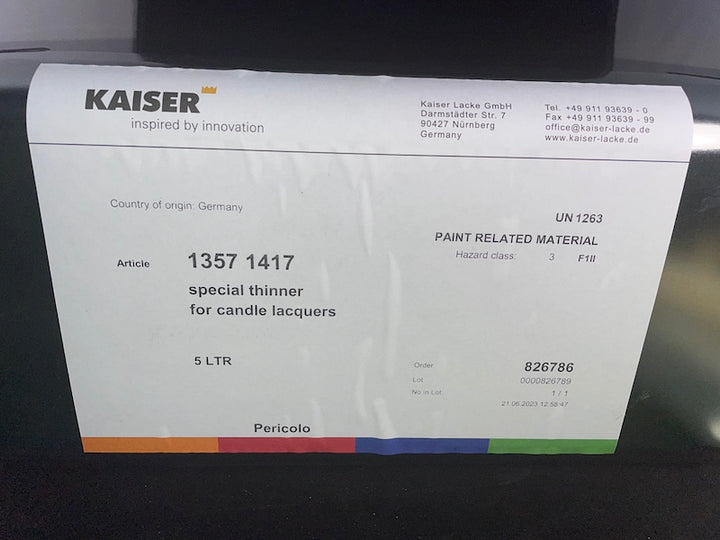 KAISER
inspired by innovation
Kaiser Lacke GmbH
Darmstädter Str. 7
90427 Nürnberg
Germany
Tel. +49 911 93639 - 0
Fax +49 911 93639 - 99
office@kaiser-lacke.de
www.kaiser-lacke.de
Country of origin: Germany
UN 1263
PAINT RELATED MATERIAL
Hazard class: 3 F1II
Article 1357 1417
special thinner
for candle lacquers
5 LTR
Order 826786
Lot 0000826789
No in Lot 1 / 1
21.06.2023 12:58:47
Pericolo